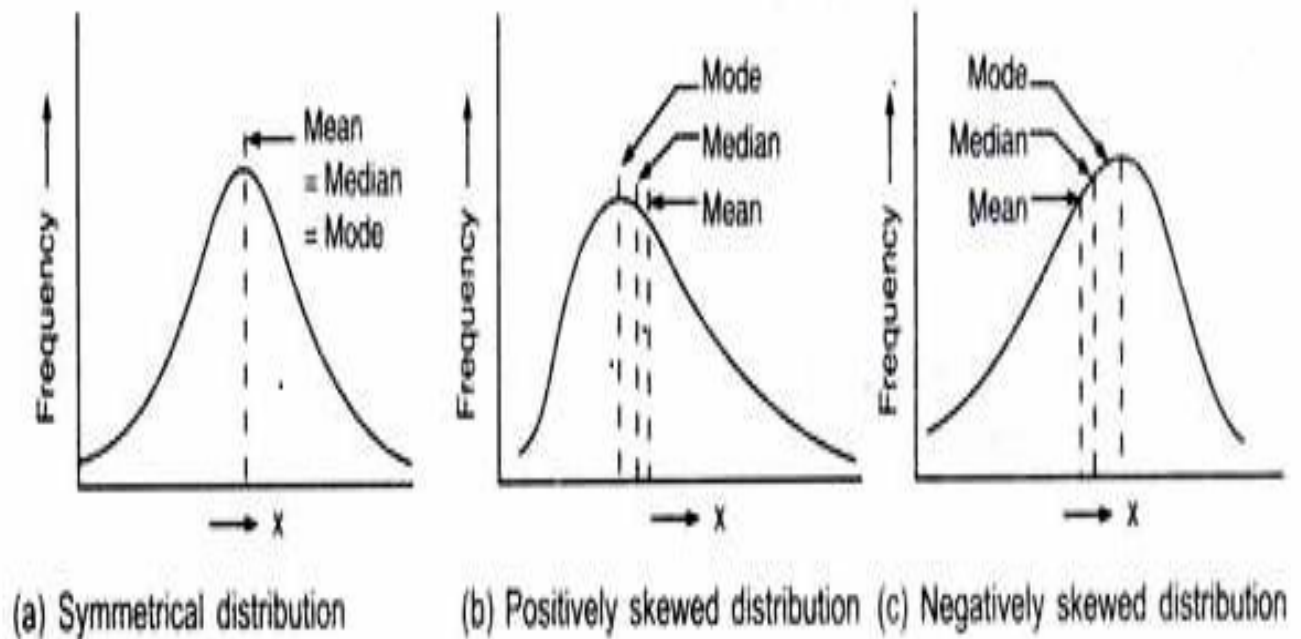 Frequency
Mean
= Median
= Mode
x
(a) Symmetrical distribution
Frequency
Mode
Median
Mean
x
(b) Positively skewed distribution
Frequency
Mode
Median
Mean
x
(c) Negatively skewed distribution